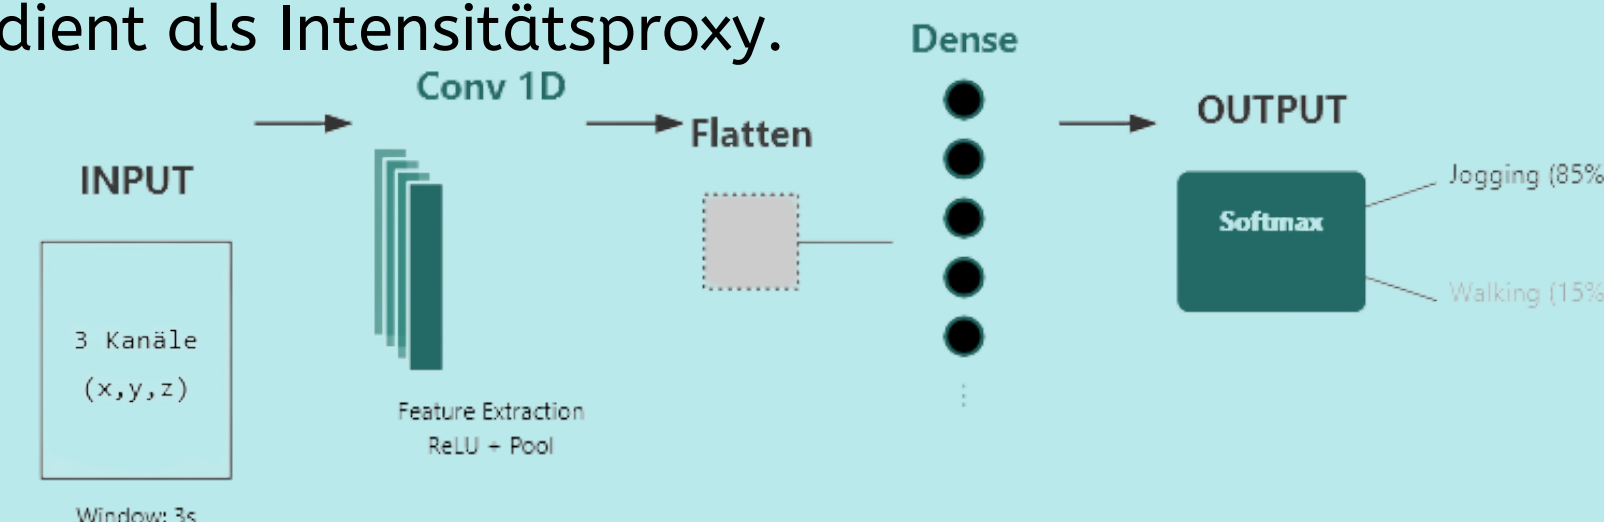 dient als Intensitätsproxy.
INPUT
3 Kanäle
(x,y,z)
Window: 3s
Conv 1D
Feature Extraction
ReLU + Pool
Flatten
Dense
OUTPUT
Softmax
Jogging (85%
Walking (15%